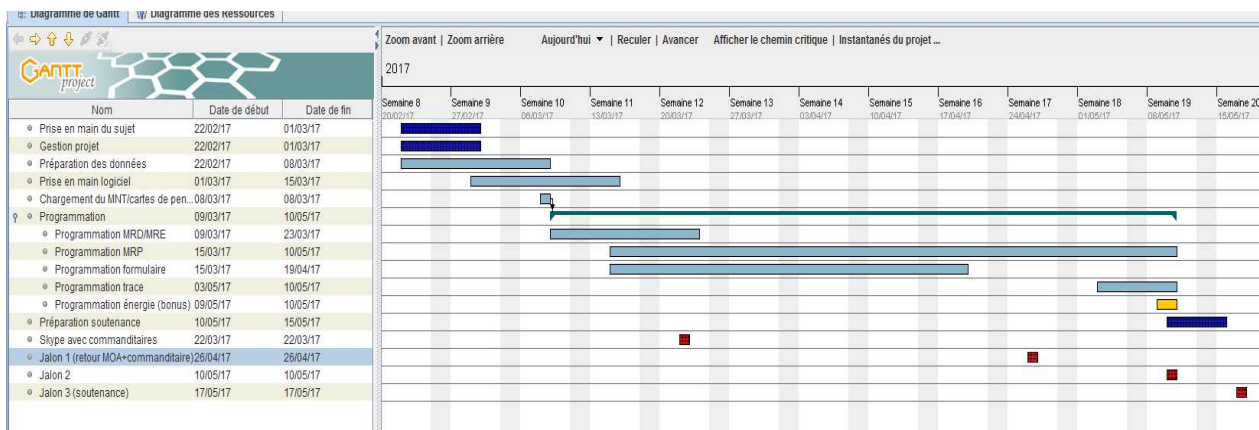 Diagramme de Gantt Diagramme des Ressources
Zoom avant | Zoom arrière Aujourd'hui ▼ | Reculer | Avancer Afficher le chemin critique | Instantanés du projet ...
GANTT project
2017
Nom Date de début Date de fin
Semaine 8 Semaine 9 Semaine 10 Semaine 11 Semaine 12 Semaine 13 Semaine 14 Semaine 15 Semaine 16 Semaine 17 Semaine 18 Semaine 19 Semaine 20
20/02/17 27/02/17 06/03/17 13/03/17 20/03/17 27/03/17 03/04/17 10/04/17 17/04/17 24/04/17 01/05/17 08/05/17 15/05/17
Prise en main du sujet 22/02/17 01/03/17
Gestion projet 22/02/17 01/03/17
Préparation des données 22/02/17 08/03/17
Prise en main logiciel 01/03/17 15/03/17
Chargement du MNT/cartes de pen... 08/03/17 08/03/17
Programmation 09/03/17 10/05/17
Programmation MRD/MRE 09/03/17 23/03/17
Programmation MRP 15/03/17 10/05/17
Programmation formulaire 15/03/17 19/04/17
Programmation trace 03/05/17 10/05/17
Programmation énergie (bonus) 09/05/17 10/05/17
Préparation soutenance 10/05/17 15/05/17
Skype avec commanditaires 22/03/17 22/03/17
Jalon 1 (retour MOA+commanditaire) 26/04/17 26/04/17
Jalon 2 10/05/17 10/05/17
Jalon 3 (soutenance) 17/05/17 17/05/17